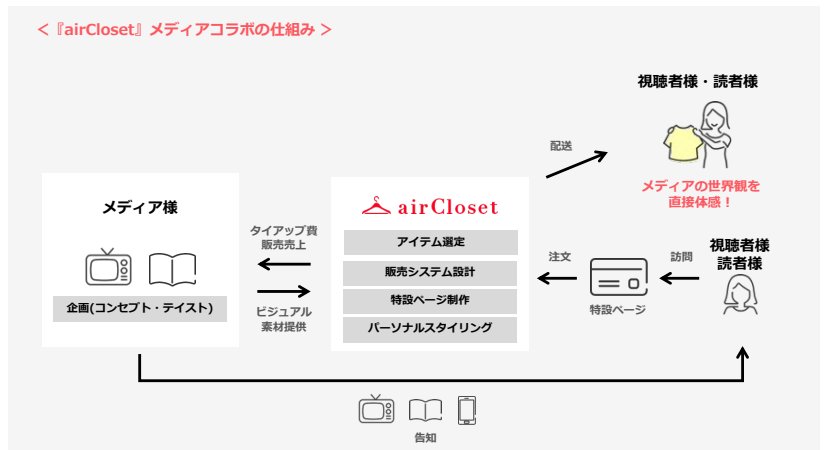 ＜『airCloset』メディアコラボの仕組み ＞
視聴者様・読者様
配送
メディアの世界観を
直接体感！
メディア様
企画(コンセプト・テイスト)
タイアップ費
販売売上
ビジュアル
素材提供
airCloset
アイテム選定
販売システム設計
特設ページ制作
パーソナルスタイリング
注文
特設ページ
訪問
視聴者様
読者様
告知